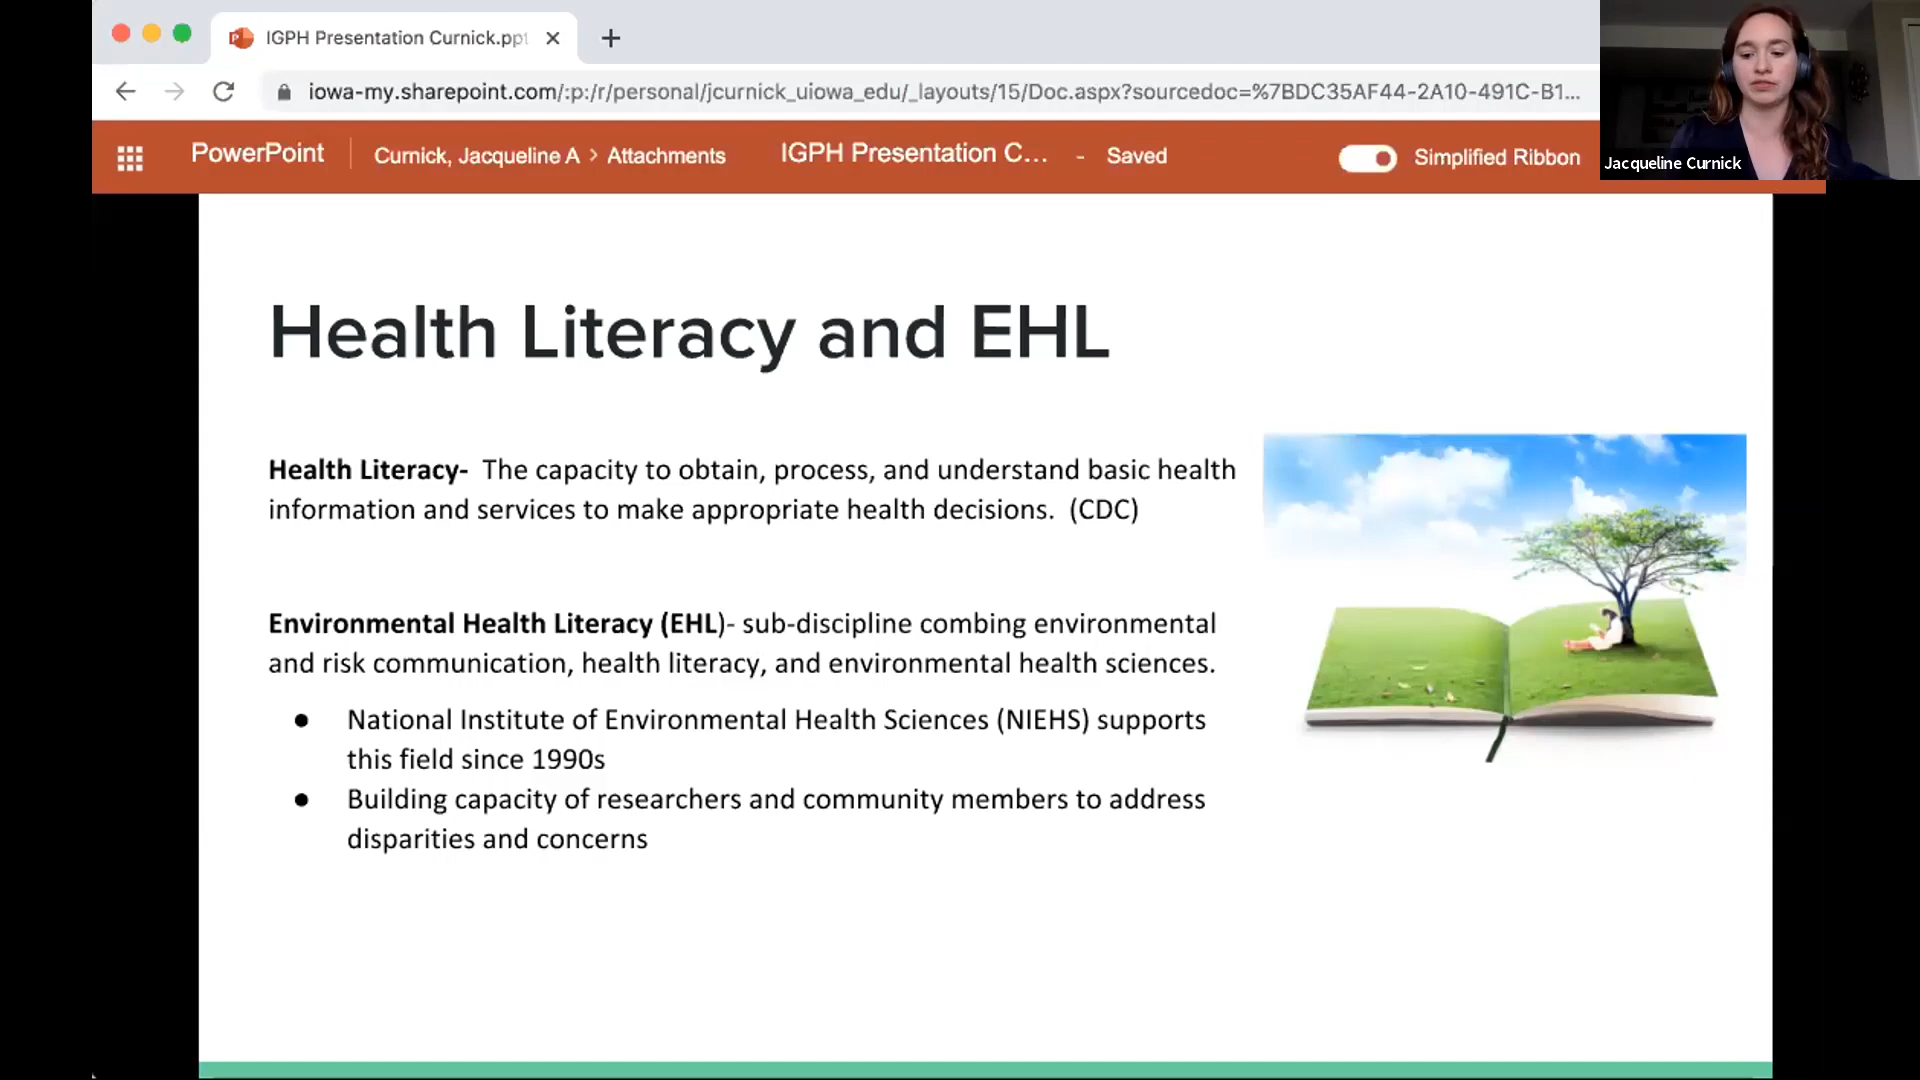 IGPH Presentation Curnick.ppt
iowa-my.sharepoint.com/:p:/r/personal/jcurnick_uiowa_edu/_layouts/15/Doc.aspx?sourcedoc=%7BDC35AF44-2A10-491C-B1...
PowerPoint Curnick, Jacqueline A > Attachments IGPH Presentation C... - Saved Simplified Ribbon
Jacqueline Curnick
Health Literacy and EHL
Health Literacy- The capacity to obtain, process, and understand basic health
information and services to make appropriate health decisions. (CDC)
Environmental Health Literacy (EHL)- sub-discipline combing environmental
and risk communication, health literacy, and environmental health sciences.
● National Institute of Environmental Health Sciences (NIEHS) supports
this field since 1990s
● Building capacity of researchers and community members to address
disparities and concerns